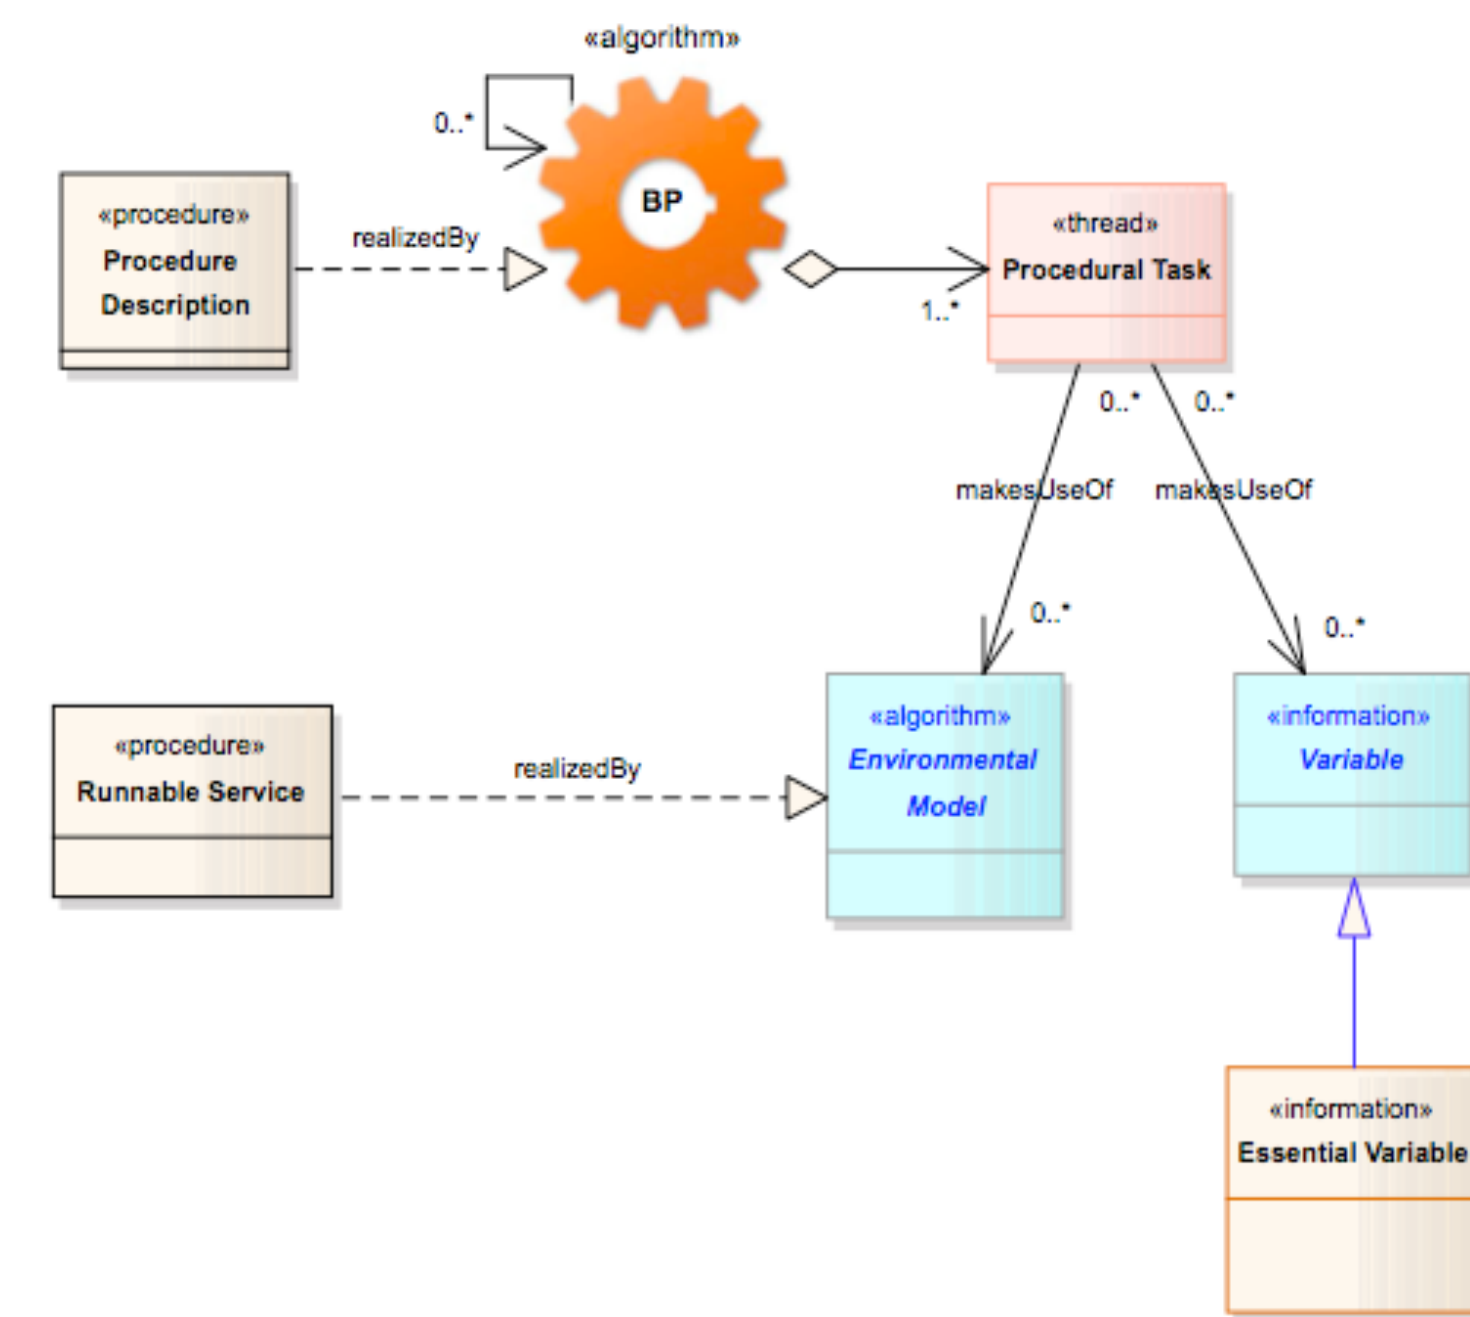 «algorithm»
0..*
BP
«procedure»
Procedure
Description
realizedBy
«thread»
Procedural Task
1..*
0..*
0..*
makesUseOf
makesUseOf
0..*
0..*
«procedure»
Runnable Service
realizedBy
«algorithm»
Environmental
Model
«information»
Variable
«information»
Essential Variable